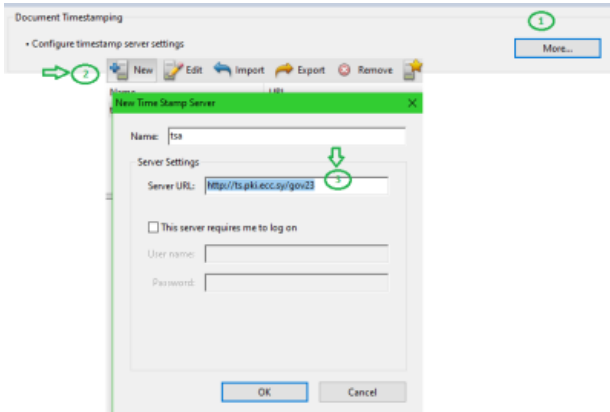 Document Timestamping
1
• Configure timestamp server settings
More...
2
New Edit Import Export Remove
Name URL
New Time Stamp Server
Name: tsa
Server Settings
3
Server URL: http://ts.pki.ecc.sy/gov23
This server requires me to log on
User name:
Password:
OK Cancel